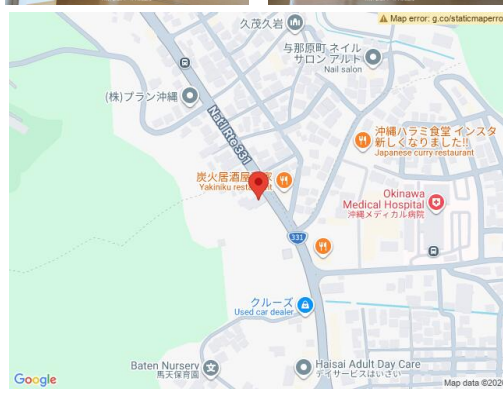 Map error: g.co/staticmaperro
久茂久岩
与那原町 ネイル
サロン アルト
Nail salon
(株)プラン沖縄
Nat'l Rte 331
沖縄ハラミ食堂 インスタ
新しくなりました!!
Japanese curry restaurant
炭火居酒屋
Yakiniku
Okinawa
Medical Hospital
沖縄メディカル病院
331
クルーズ
Used car dealer
Baten Nursery
馬天保育園
Haisai Adult Day Care
デイサービスはいさい
Google
Map data ©2026